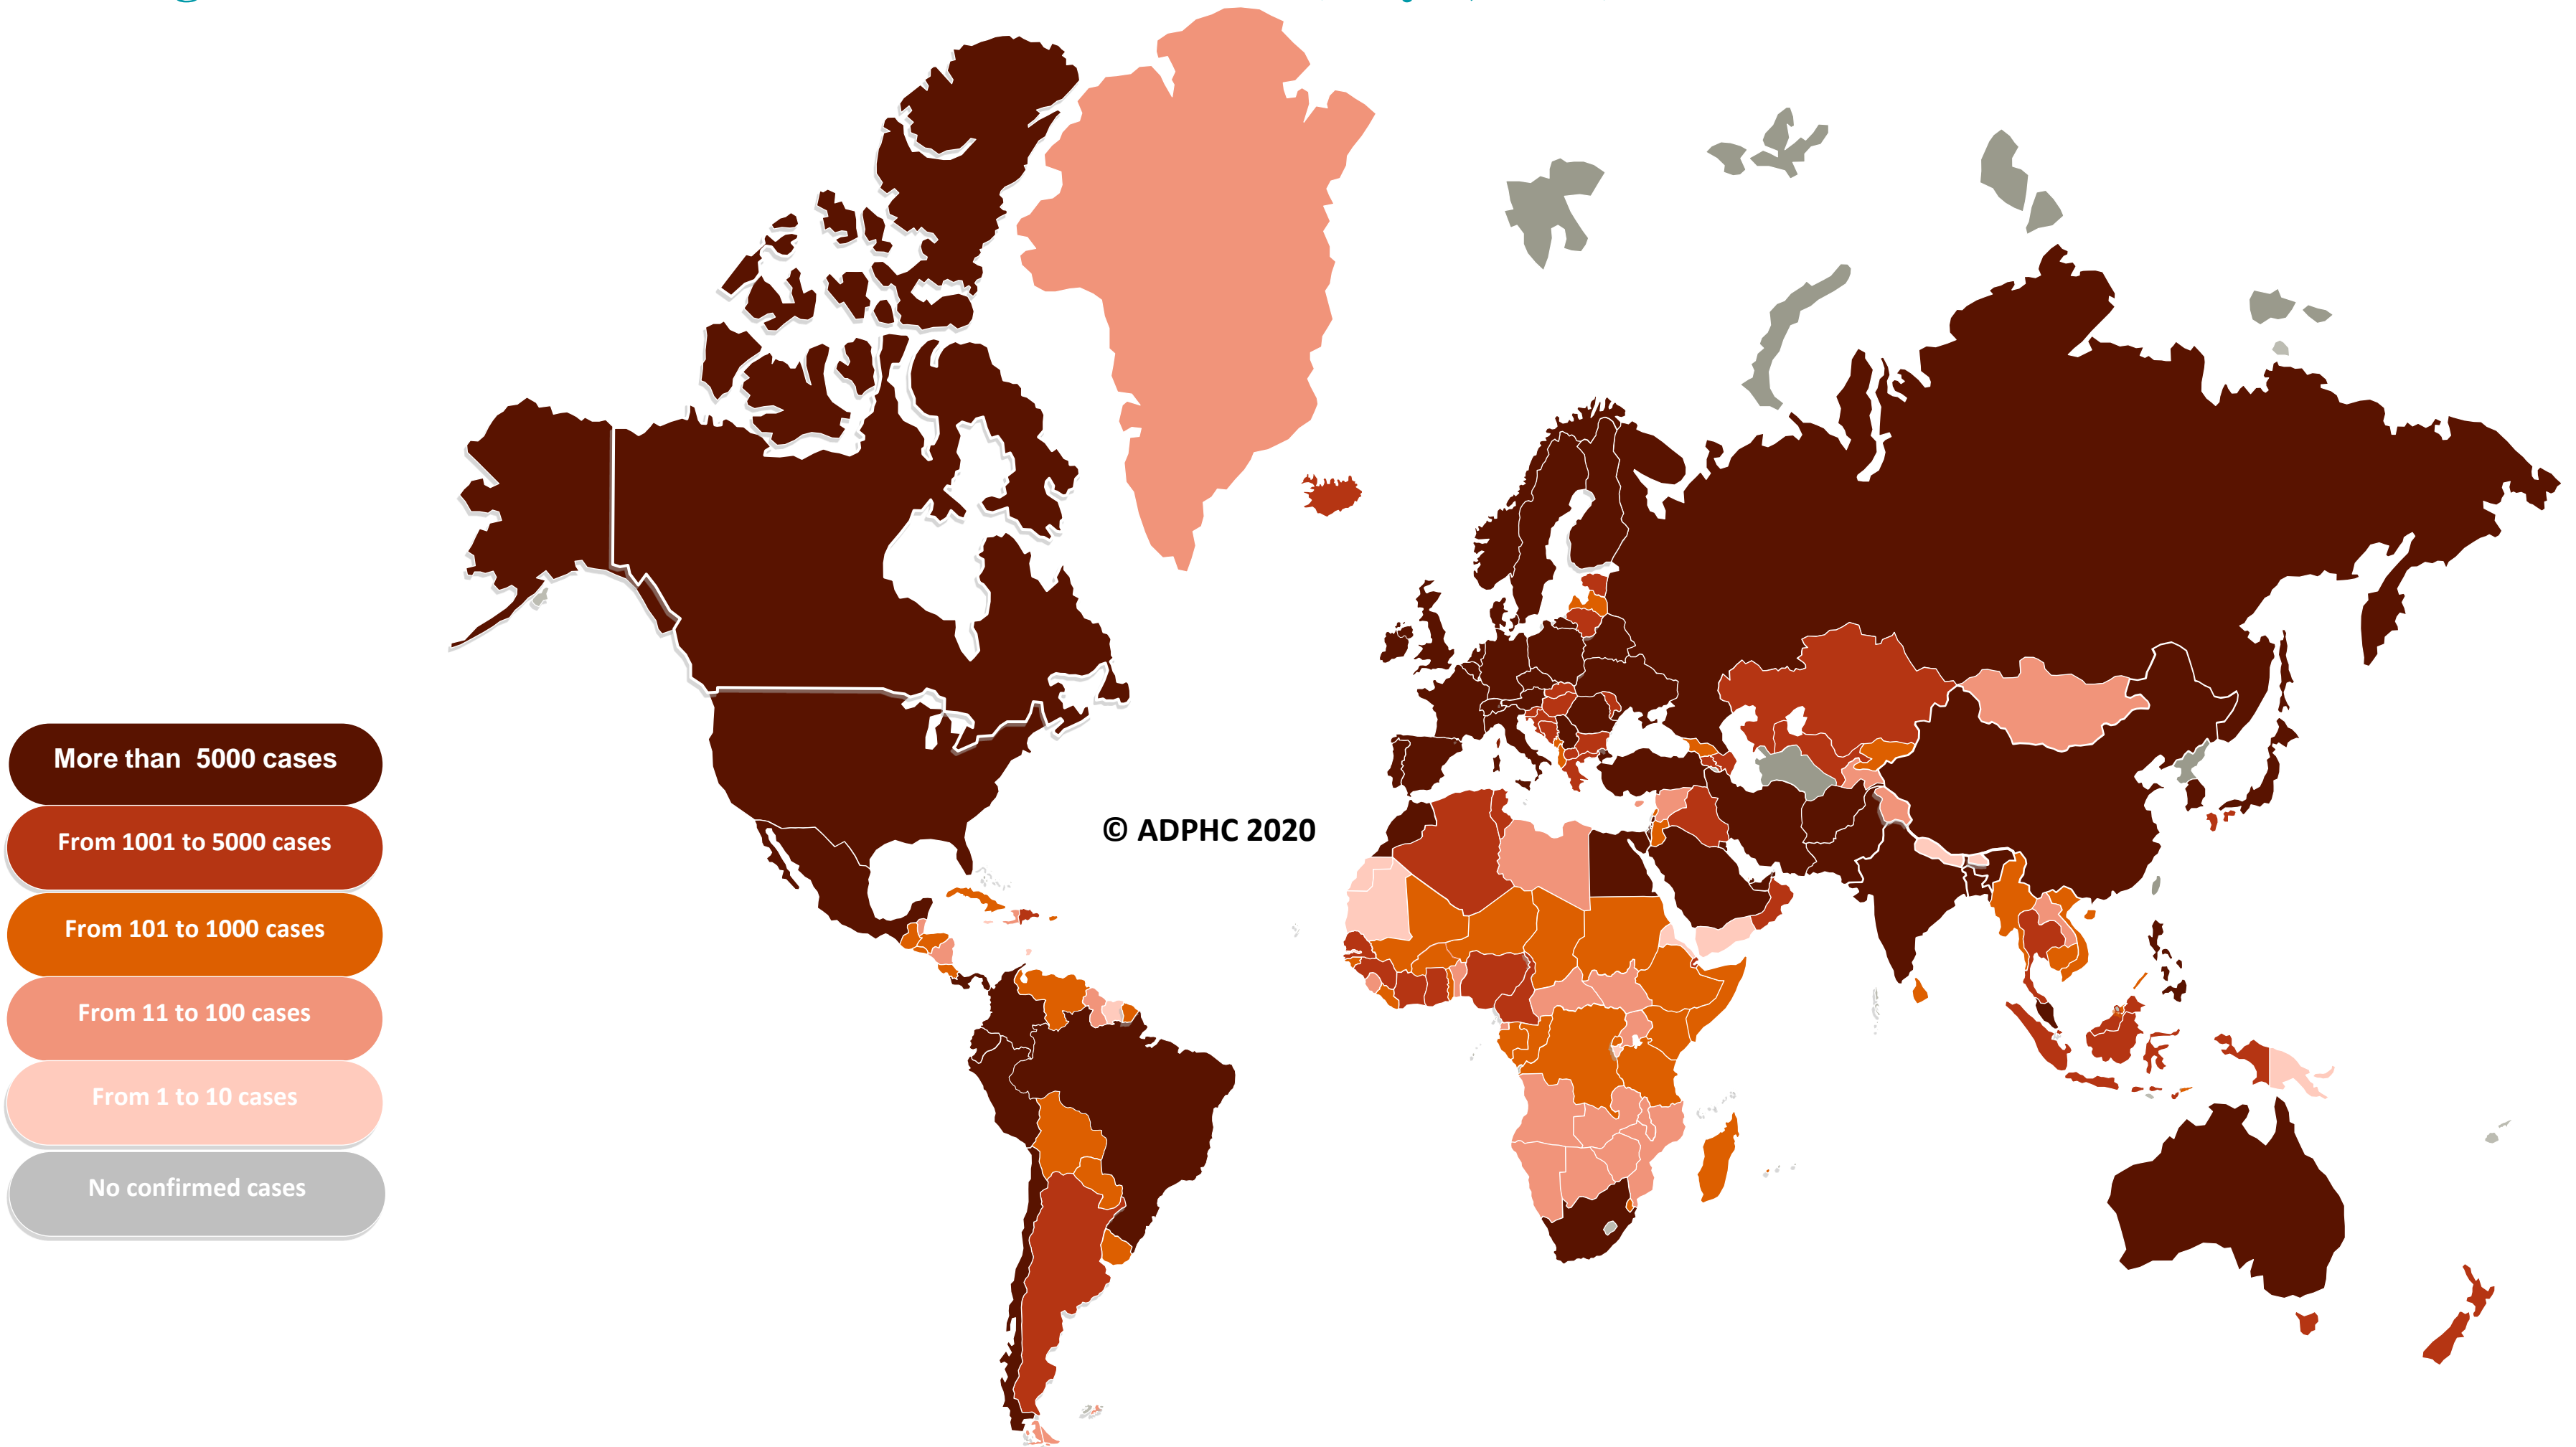 More than  5000 cases
From 1001 to 5000 cases
© ADPHC 2020
From 101 to 1000 cases
From 11 to 100 cases
From 1 to 10 cases
No confirmed cases